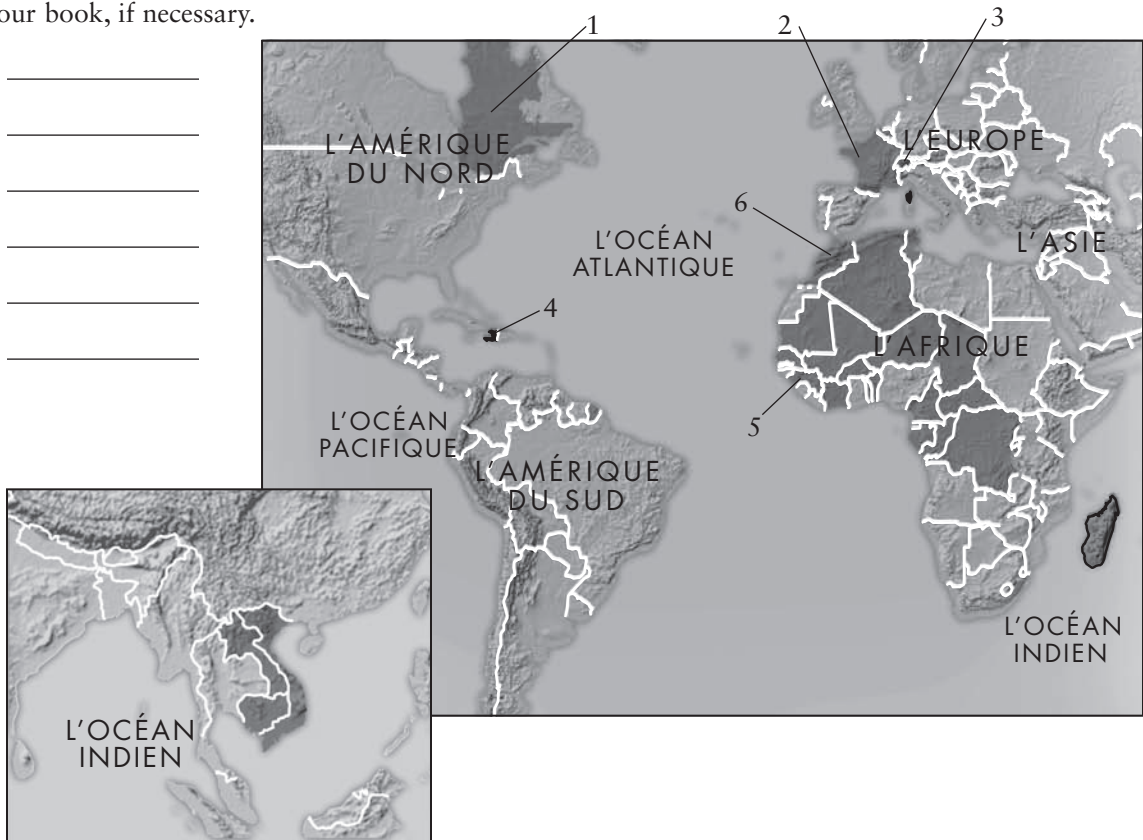 our book, if necessary.
1
2
3
L'AMÉRIQUE
DU NORD
L'EUROPE
6
L'OCÉAN
ATLANTIQUE
L'ASIE
4
L'AFRIQUE
5
L'OCÉAN
PACIFIQUE
L'AMÉRIQUE
DU SUD
L'OCÉAN
INDIEN
L'OCÉAN
INDIEN